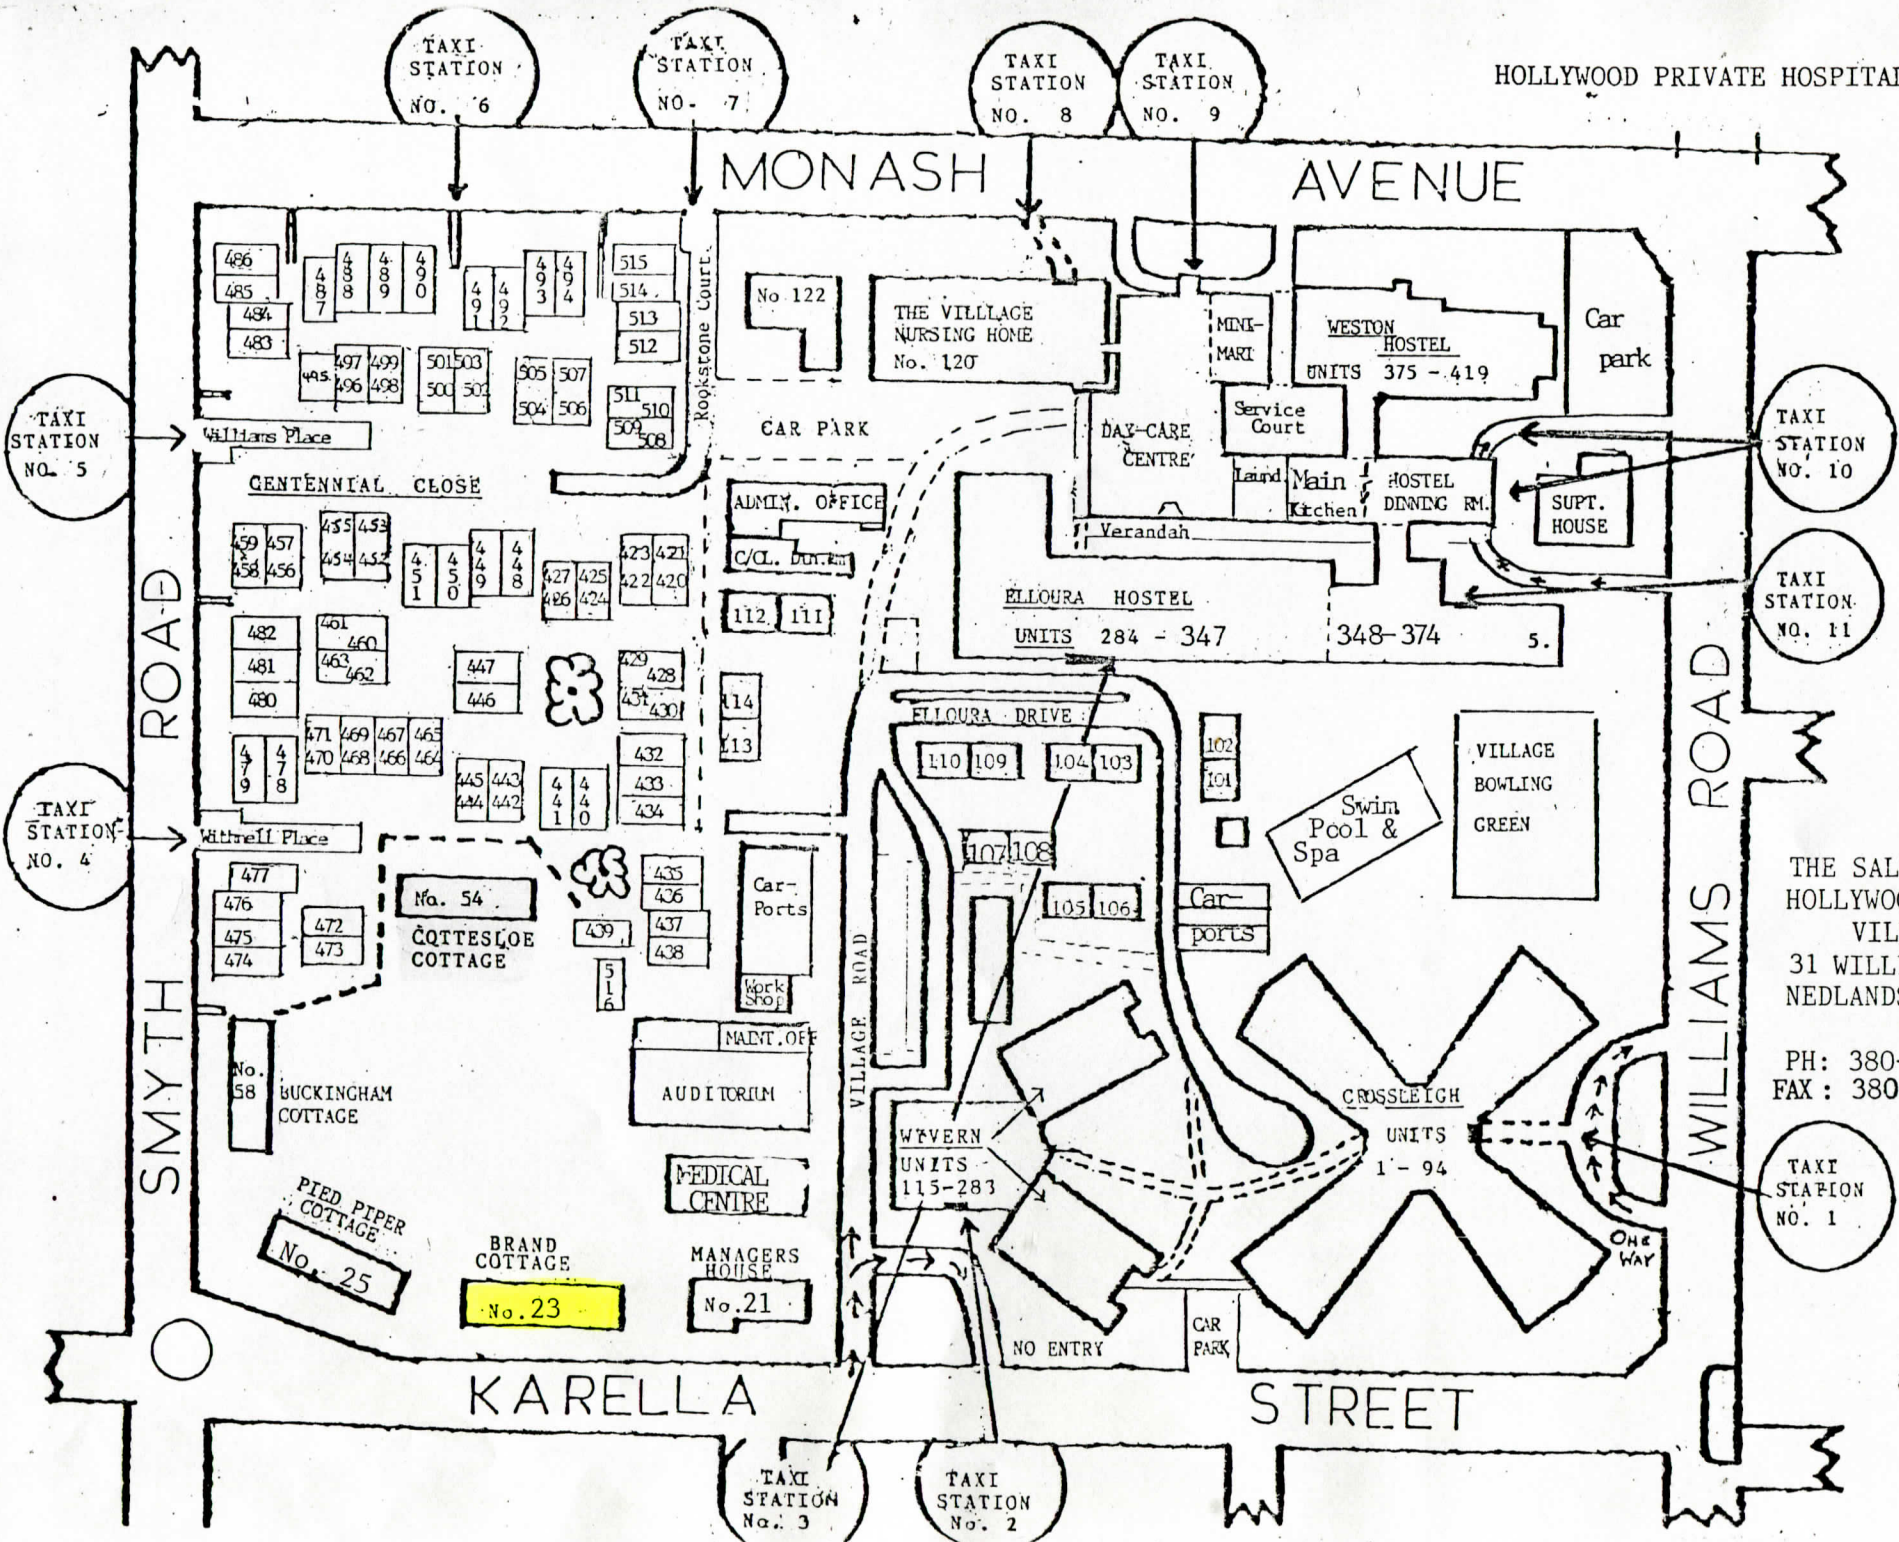 TAXI
STATION
NO. 6
TAXI
STATION
NO. 7
TAXI
STATION
NO. 8
TAXI
STATION
NO. 9
HOLLYWOOD PRIVATE HOSPITAL
MONASH AVENUE
486
485
484
483
487
488
489
490
491
492
493
494
515
514
513
512
495
497 499
496 498
501 503
500 502
505 507
504 506
511
510
509
508
Rookstone Court.
No 122
THE VILLLAGE
NURSING HOME
No. 120
MINI-
MART
WESTON
HOSTEL
UNITS 375 - 419
Car
park
TAXI
STATION
NO. 5
Williams Place
CENTENNIAL CLOSE
CAR PARK
DAY-CARE
CENTRE
Service
Court
Laund
Main
Kitchen
HOSTEL
DINNING RM.
SUPT.
HOUSE
TAXI
STATION
NO. 10
ADMIN. OFFICE
C/CL.
Verandah
459 457
458 456
455 453
454 452
451
450
449
448
427 425
426 424
423 421
422 420
112 111
ELLOURA HOSTEL
UNITS 284 - 347
348-374
5.
TAXI
STATION
NO. 11
482
481
480
461
460
463
462
447
446
429
428
431
430
114
113
ELLOURA DRIVE
471 469 467 465
470 468 466 464
479
478
445 443
444 442
441
440
432
433
434
110 109
104 103
102
101
VILLAGE
BOWLING
GREEN
Swim
Pool &
Spa
TAXI
STATION
NO. 4
Withnell Place
107 108
105 106
Car-
ports
477
476
475
474
472
473
No. 54
COTTESLOE
COTTAGE
439
516
435
436
437
438
Car-
Ports
Work
Shop
MAINT. OFF
AUDITORIUM
VILLAGE ROAD
SMYTH ROAD
WILLIAMS ROAD
THE SAL
HOLLYWOO
VIL
31 WILL
NEDLANDS
PH: 380-
FAX: 380
No.
58
BUCKINGHAM
COTTAGE
MEDICAL
CENTRE
WYVERN
UNITS
115-283
CROSSLEIGH
UNITS
1 - 94
TAXI
STATION
NO. 1
ONE
WAY
PIED PIPER
COTTAGE
No. 25
BRAND
COTTAGE
No. 23
MANAGERS
HOUSE
No.21
NO ENTRY
CAR
PARK
KARELLA STREET
TAXI
STATION
No. 3
TAXI
STATION
No. 2